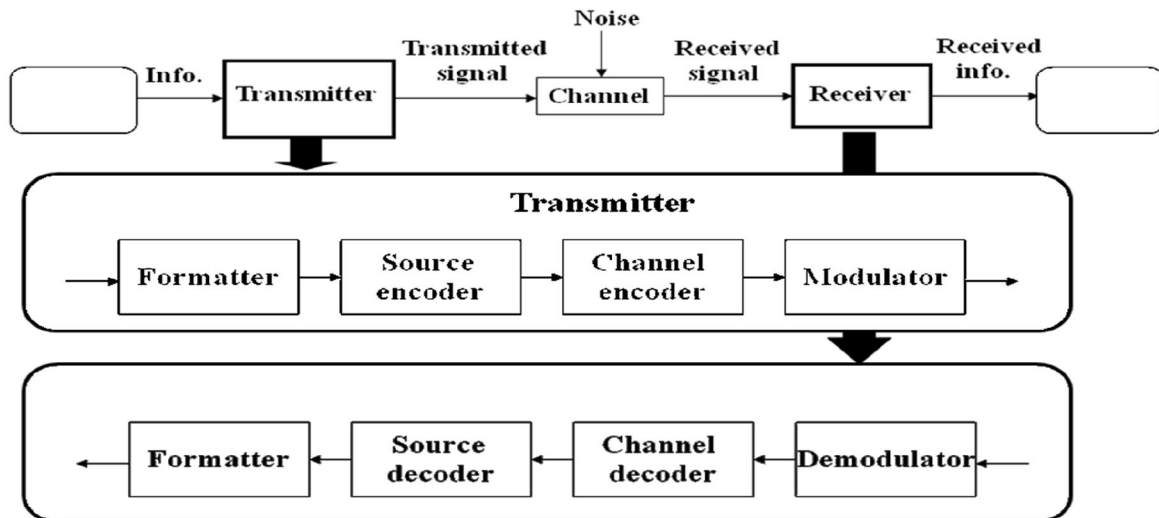 Noise
Info.
Transmitter
Transmitted
signal
Channel
Received
signal
Receiver
Received
info.
Transmitter
Formatter
Source
encoder
Channel
encoder
Modulator
Formatter
Source
decoder
Channel
decoder
Demodulator